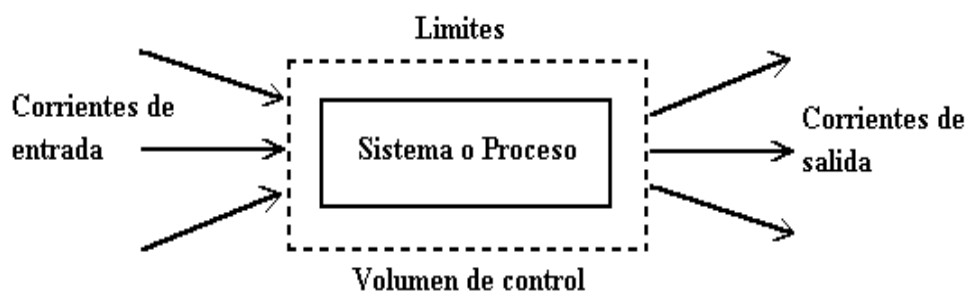 Limites
Corrientes de
entrada
Sistema o Proceso
Corrientes de
salida
Volumen de control